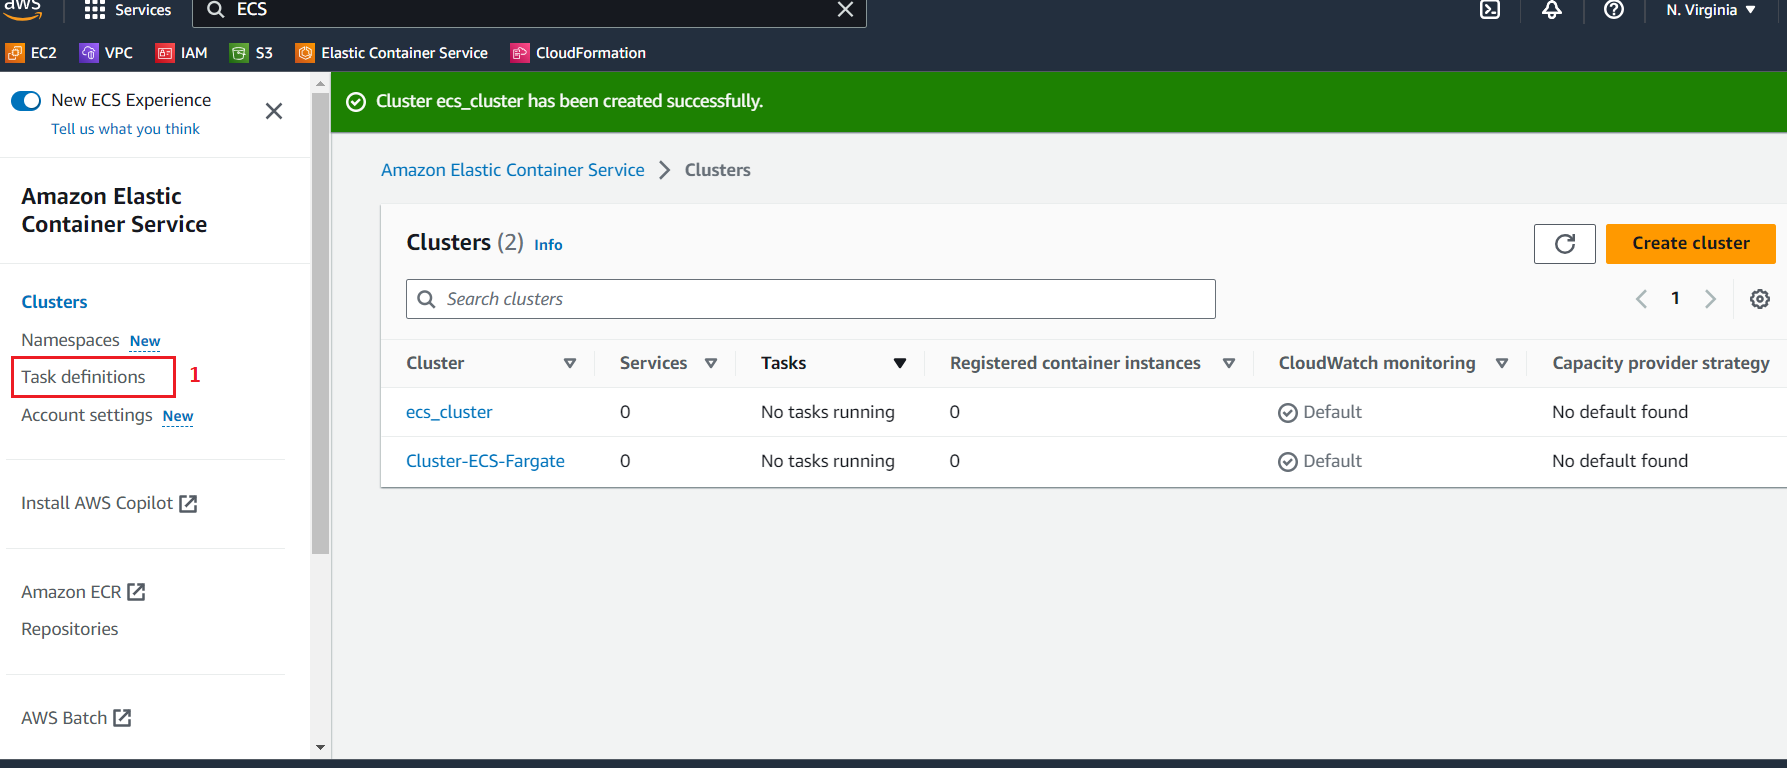 aws Services ECS N. Virginia
EC2 VPC IAM S3 Elastic Container Service CloudFormation
New ECS Experience
Tell us what you think
Cluster ecs_cluster has been created successfully.
Amazon Elastic
Container Service
Clusters
Namespaces New
Task definitions 1
Account settings New
Install AWS Copilot
Amazon ECR
Repositories
AWS Batch
Amazon Elastic Container Service Clusters
Clusters (2) Info
Create cluster
Search clusters
1
Cluster Services Tasks Registered container instances CloudWatch monitoring Capacity provider strategy
ecs_cluster 0 No tasks running 0 Default No default found
Cluster-ECS-Fargate 0 No tasks running 0 Default No default found